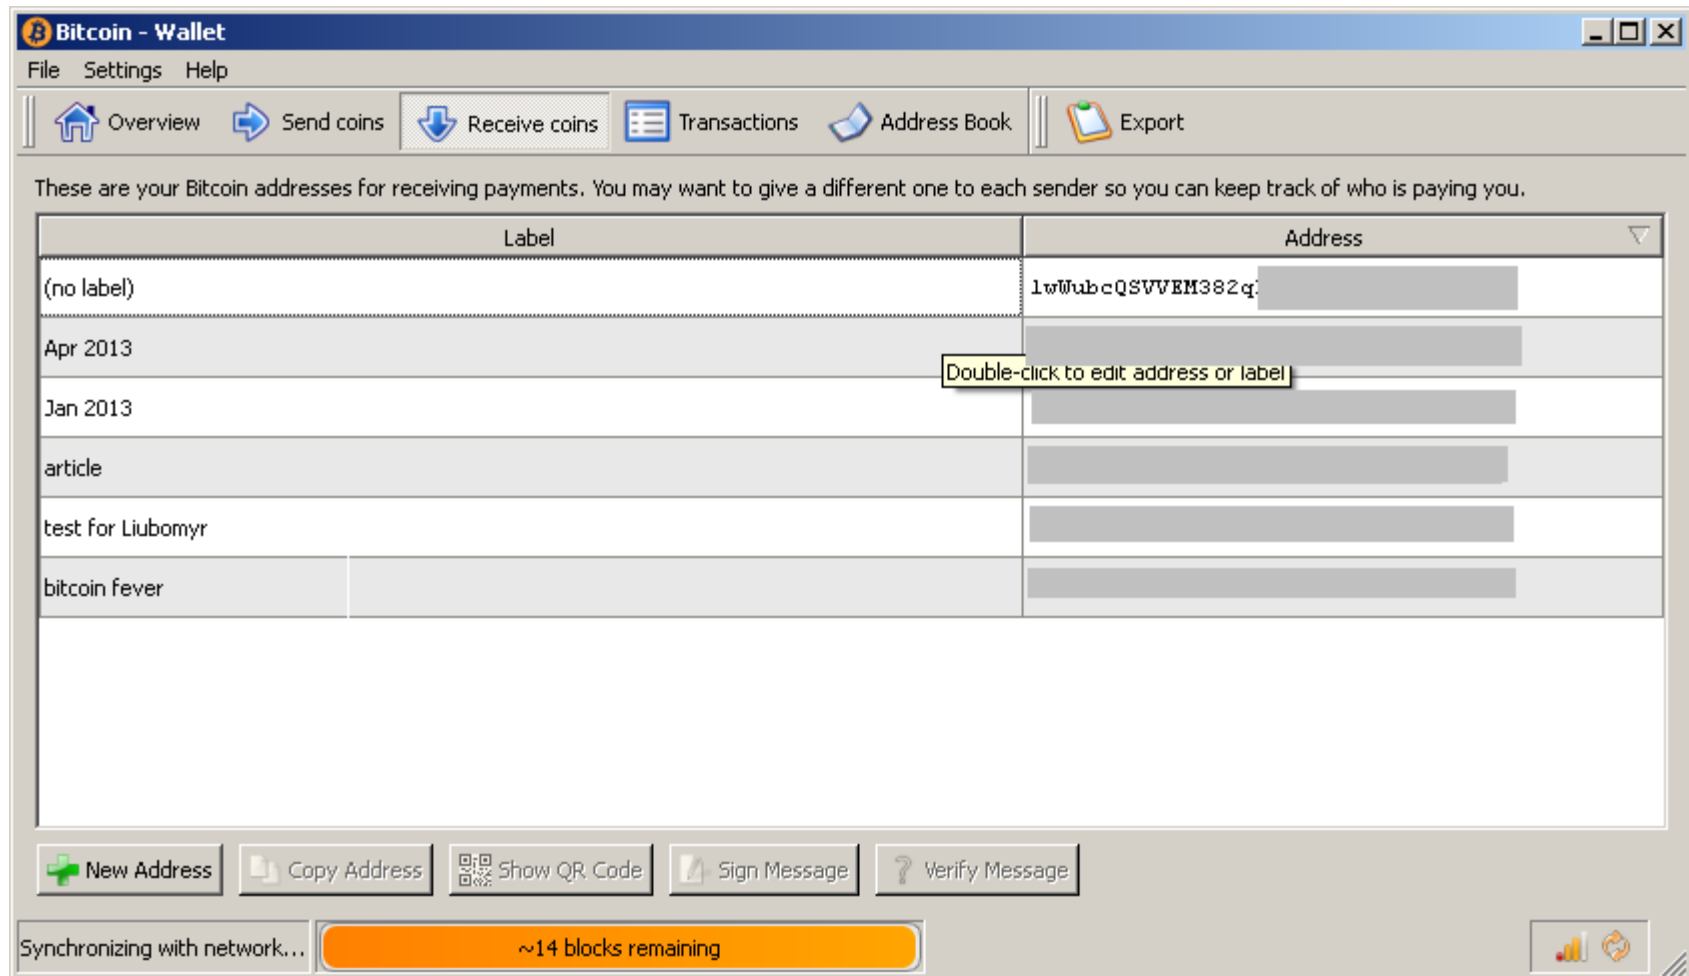 Bitcoin - Wallet
File Settings Help
Overview Send coins Receive coins Transactions Address Book Export
These are your Bitcoin addresses for receiving payments. You may want to give a different one to each sender so you can keep track of who is paying you.
Label Address
(no label) 1wWubcQSVVEM382q
Apr 2013
Double-click to edit address or label
Jan 2013
article
test for Liubomyr
bitcoin fever
New Address Copy Address Show QR Code Sign Message Verify Message
Synchronizing with network... ~14 blocks remaining